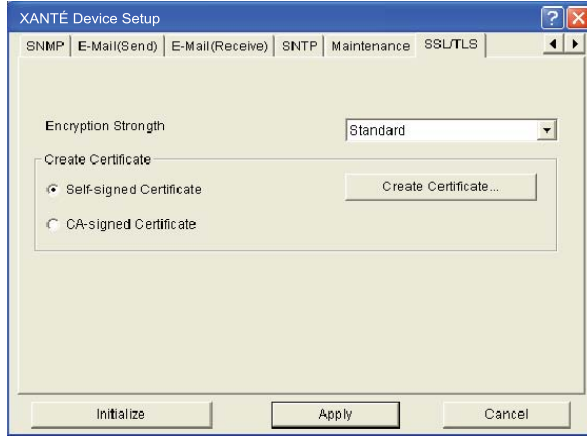 XANTÉ Device Setup
SNMP E-Mail(Send) E-Mail(Receive) SNTP Maintenance SSL/TLS
Encryption Strength Standard
Create Certificate
Self-signed Certificate Create Certificate...
CA-signed Certificate
Initialize Apply Cancel